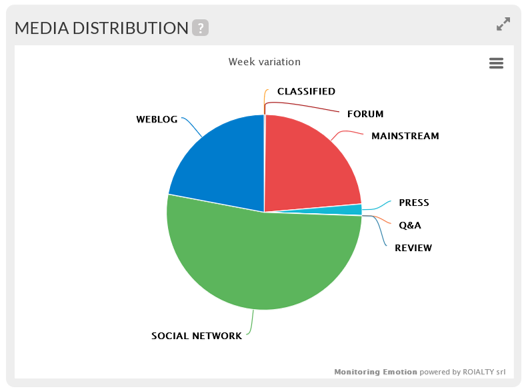 MEDIA DISTRIBUTION ?
Week variation
CLASSIFIED
FORUM
WEBLOG
MAINSTREAM
PRESS
Q&A
REVIEW
SOCIAL NETWORK
Monitoring Emotion powered by ROIALTY srl